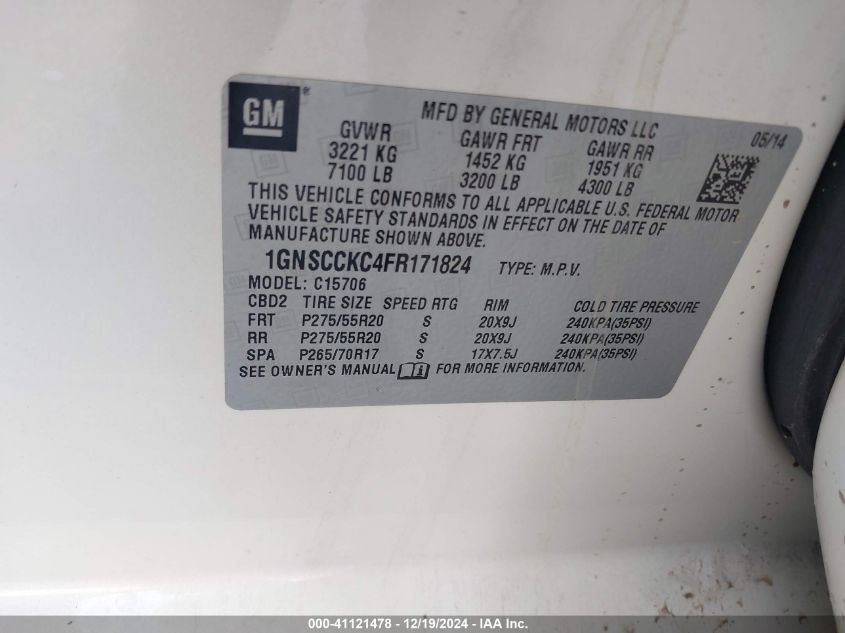 GM ®
MFD BY GENERAL MOTORS LLC
05/14
GVWR GAWR FRT GAWR RR
3221 KG 1452 KG 1951 KG
7100 LB 3200 LB 4300 LB
THIS VEHICLE CONFORMS TO ALL APPLICABLE U.S. FEDERAL MOTOR
VEHICLE SAFETY STANDARDS IN EFFECT ON THE DATE OF
MANUFACTURE SHOWN ABOVE.
1GNSCCKC4FR171824 TYPE: M.P.V.
MODEL: C15706
CBD2 TIRE SIZE SPEED RTG RIM COLD TIRE PRESSURE
FRT P275/55R20 S 20X9J 240KPA(35PSI)
RR P275/55R20 S 20X9J 240KPA(35PSI)
SPA P265/70R17 S 17X7.5J 240KPA(35PSI)
SEE OWNER'S MANUAL FOR MORE INFORMATION.
000-41121478 - 12/19/2024 - IAA Inc.